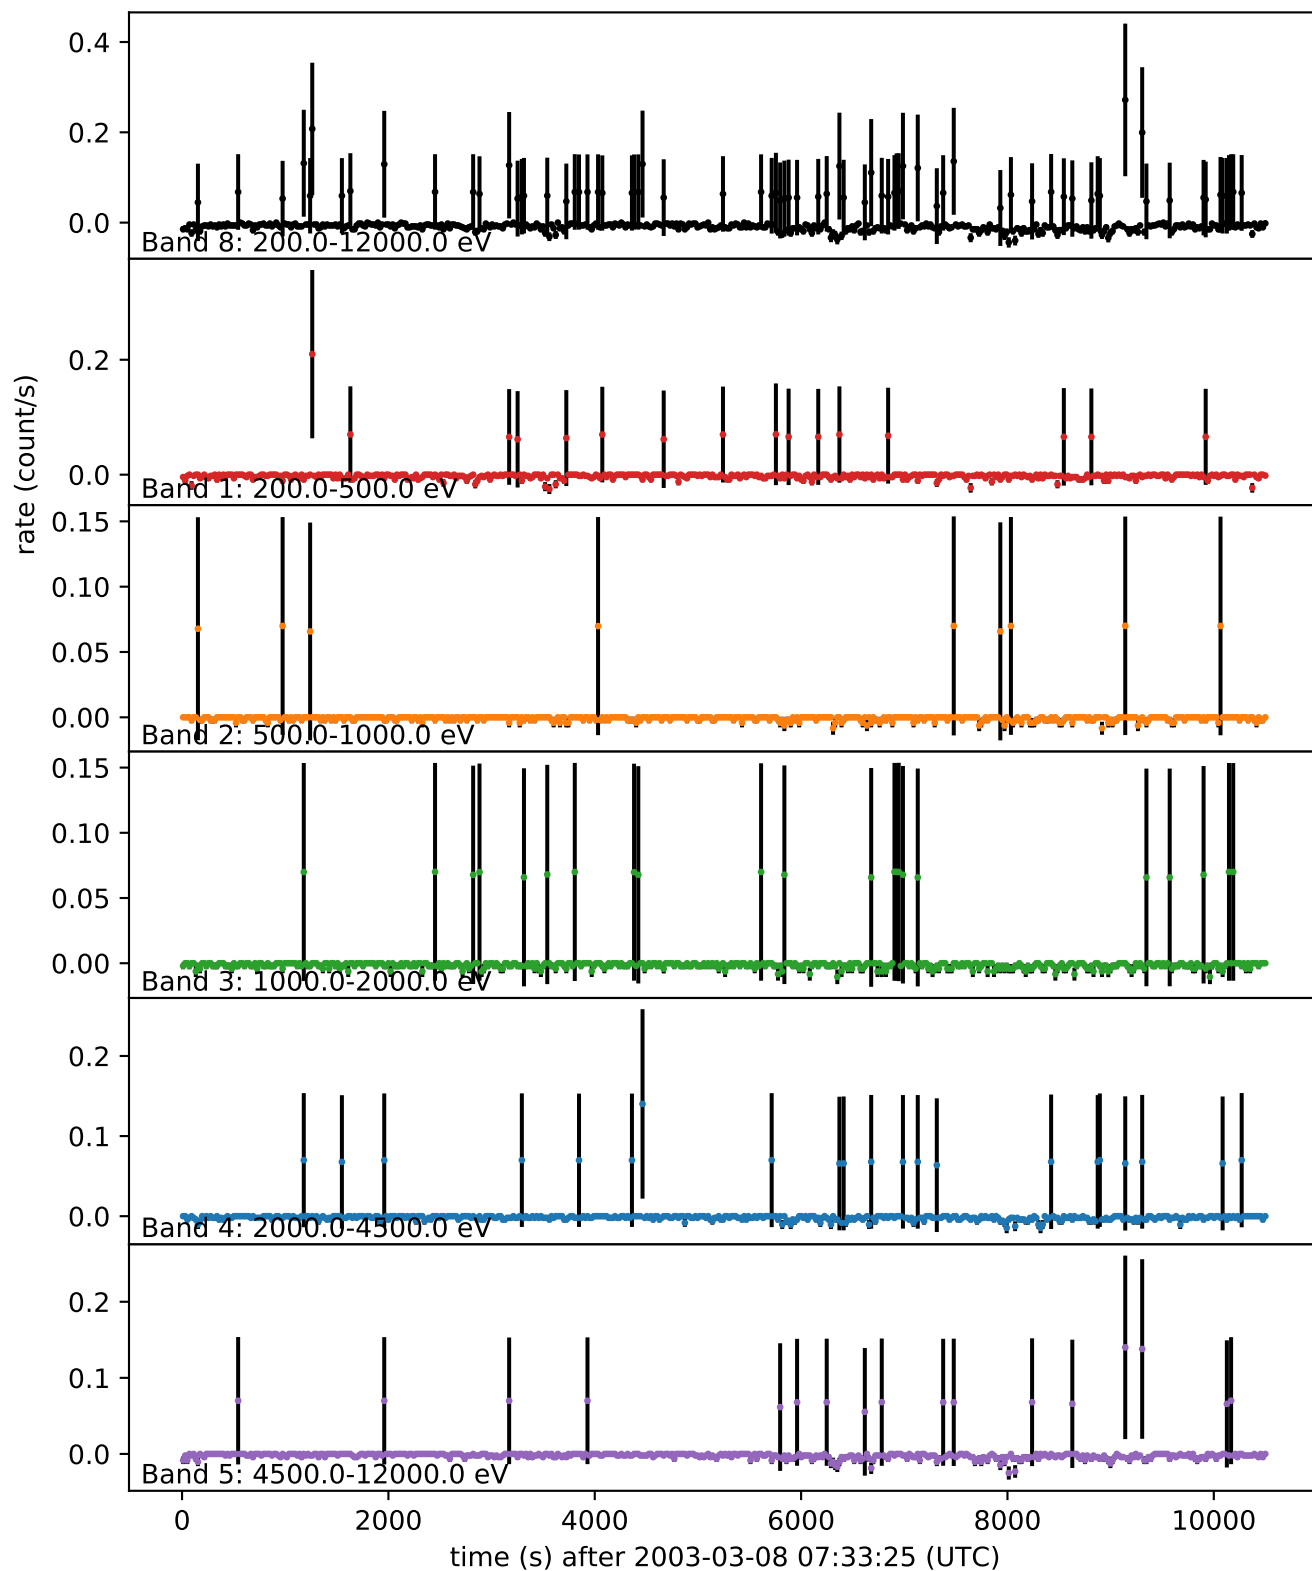 0.4
0.2
0.0
Band 8: 200.0-12000.0 eV
0.2
0.0
Band 1: 200.0-500.0 eV
rate (count/s)
0.15
0.10
0.05
0.00
Band 2: 500.0-1000.0 eV
0.15
0.10
0.05
0.00
Band 3: 1000.0-2000.0 eV
0.2
0.1
0.0
Band 4: 2000.0-4500.0 eV
0.2
0.1
0.0
Band 5: 4500.0-12000.0 eV
0 2000 4000 6000 8000 10000
time (s) after 2003-03-08 07:33:25 (UTC)